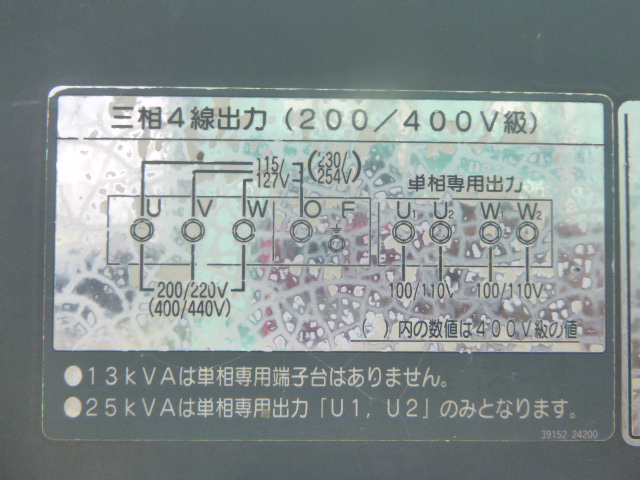 三相4線出力(200/400V級)
115/ (230/
127V 254V)
単相専用出力
U V W O F U₁ U₂ W₁ W₂
200/220V 100/110V 100/110V
(400/440V)
( )内の数値は400V級の値
●13kVAは単相専用端子台はありません。
●25kVAは単相専用出力「U1, U2」のみとなります。
39152 24200